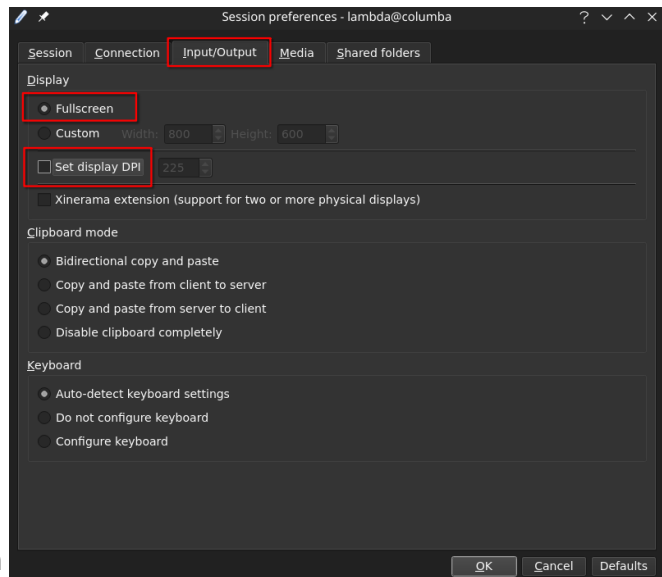 Session preferences - lambda@columba
Session Connection Input/Output Media Shared folders
Display
Fullscreen
Custom Width: 800 Height: 600
Set display DPI 225
Xinerama extension (support for two or more physical displays)
Clipboard mode
Bidirectional copy and paste
Copy and paste from client to server
Copy and paste from server to client
Disable clipboard completely
Keyboard
Auto-detect keyboard settings
Do not configure keyboard
Configure keyboard
OK Cancel Defaults